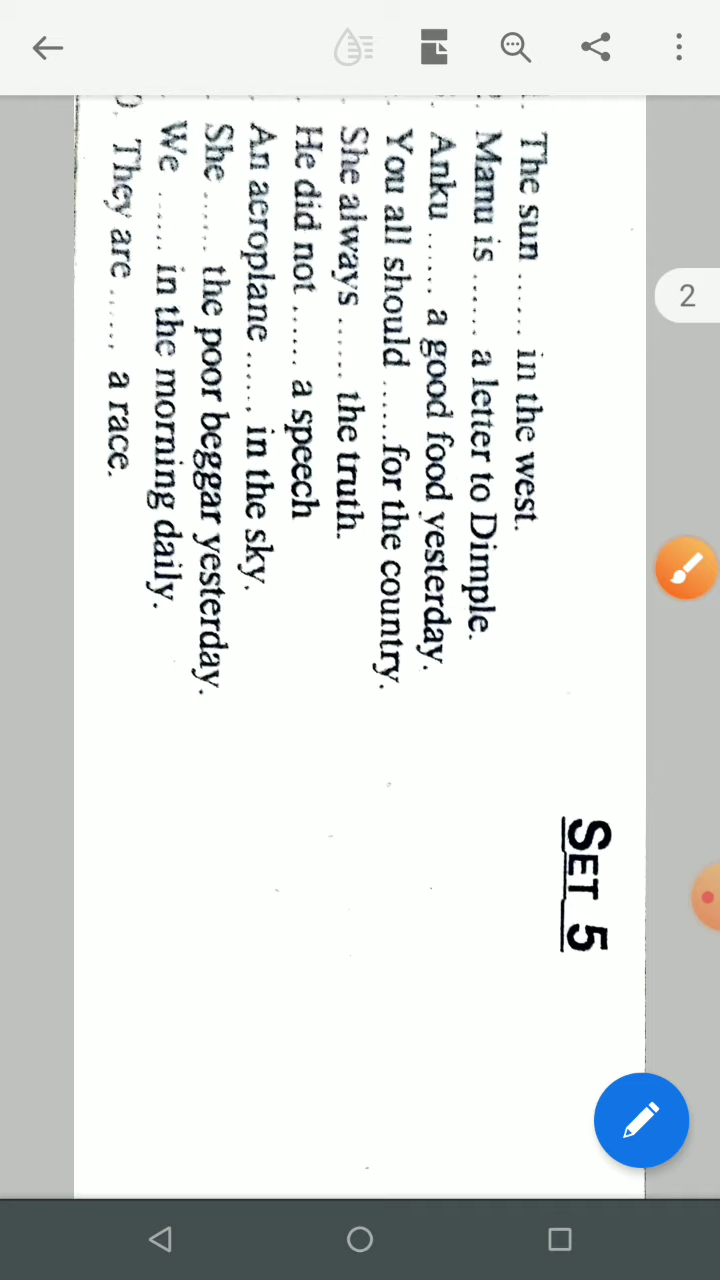 2
SET 5
The sun ....... in the west.
Manu is ...... a letter to Dimple.
Anku ....... a good food yesterday.
You all should ......for the country.
She always ...... the truth.
He did not ...... a speech
An aeroplane ...... in the sky.
She ...... the poor beggar yesterday.
We ...... in the morning daily.
0. They are ...... a race.